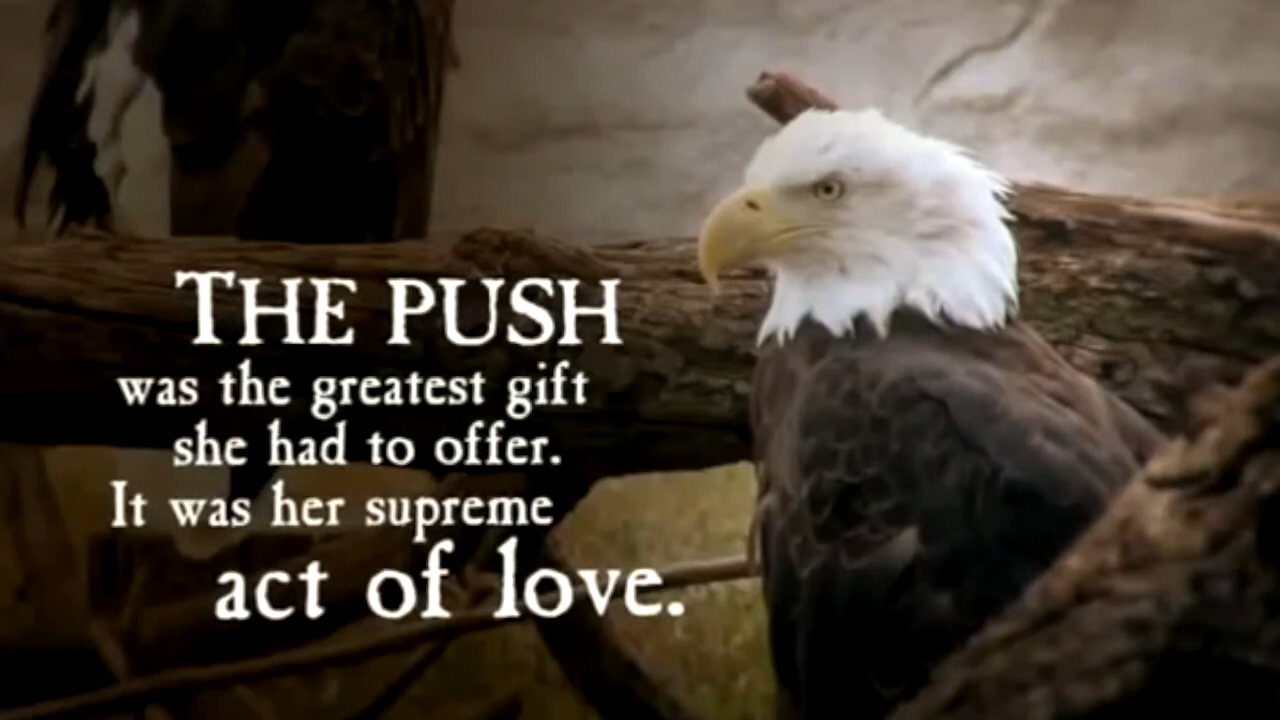 THE PUSH
was the greatest gift
she had to offer.
It was her supreme
act of love.